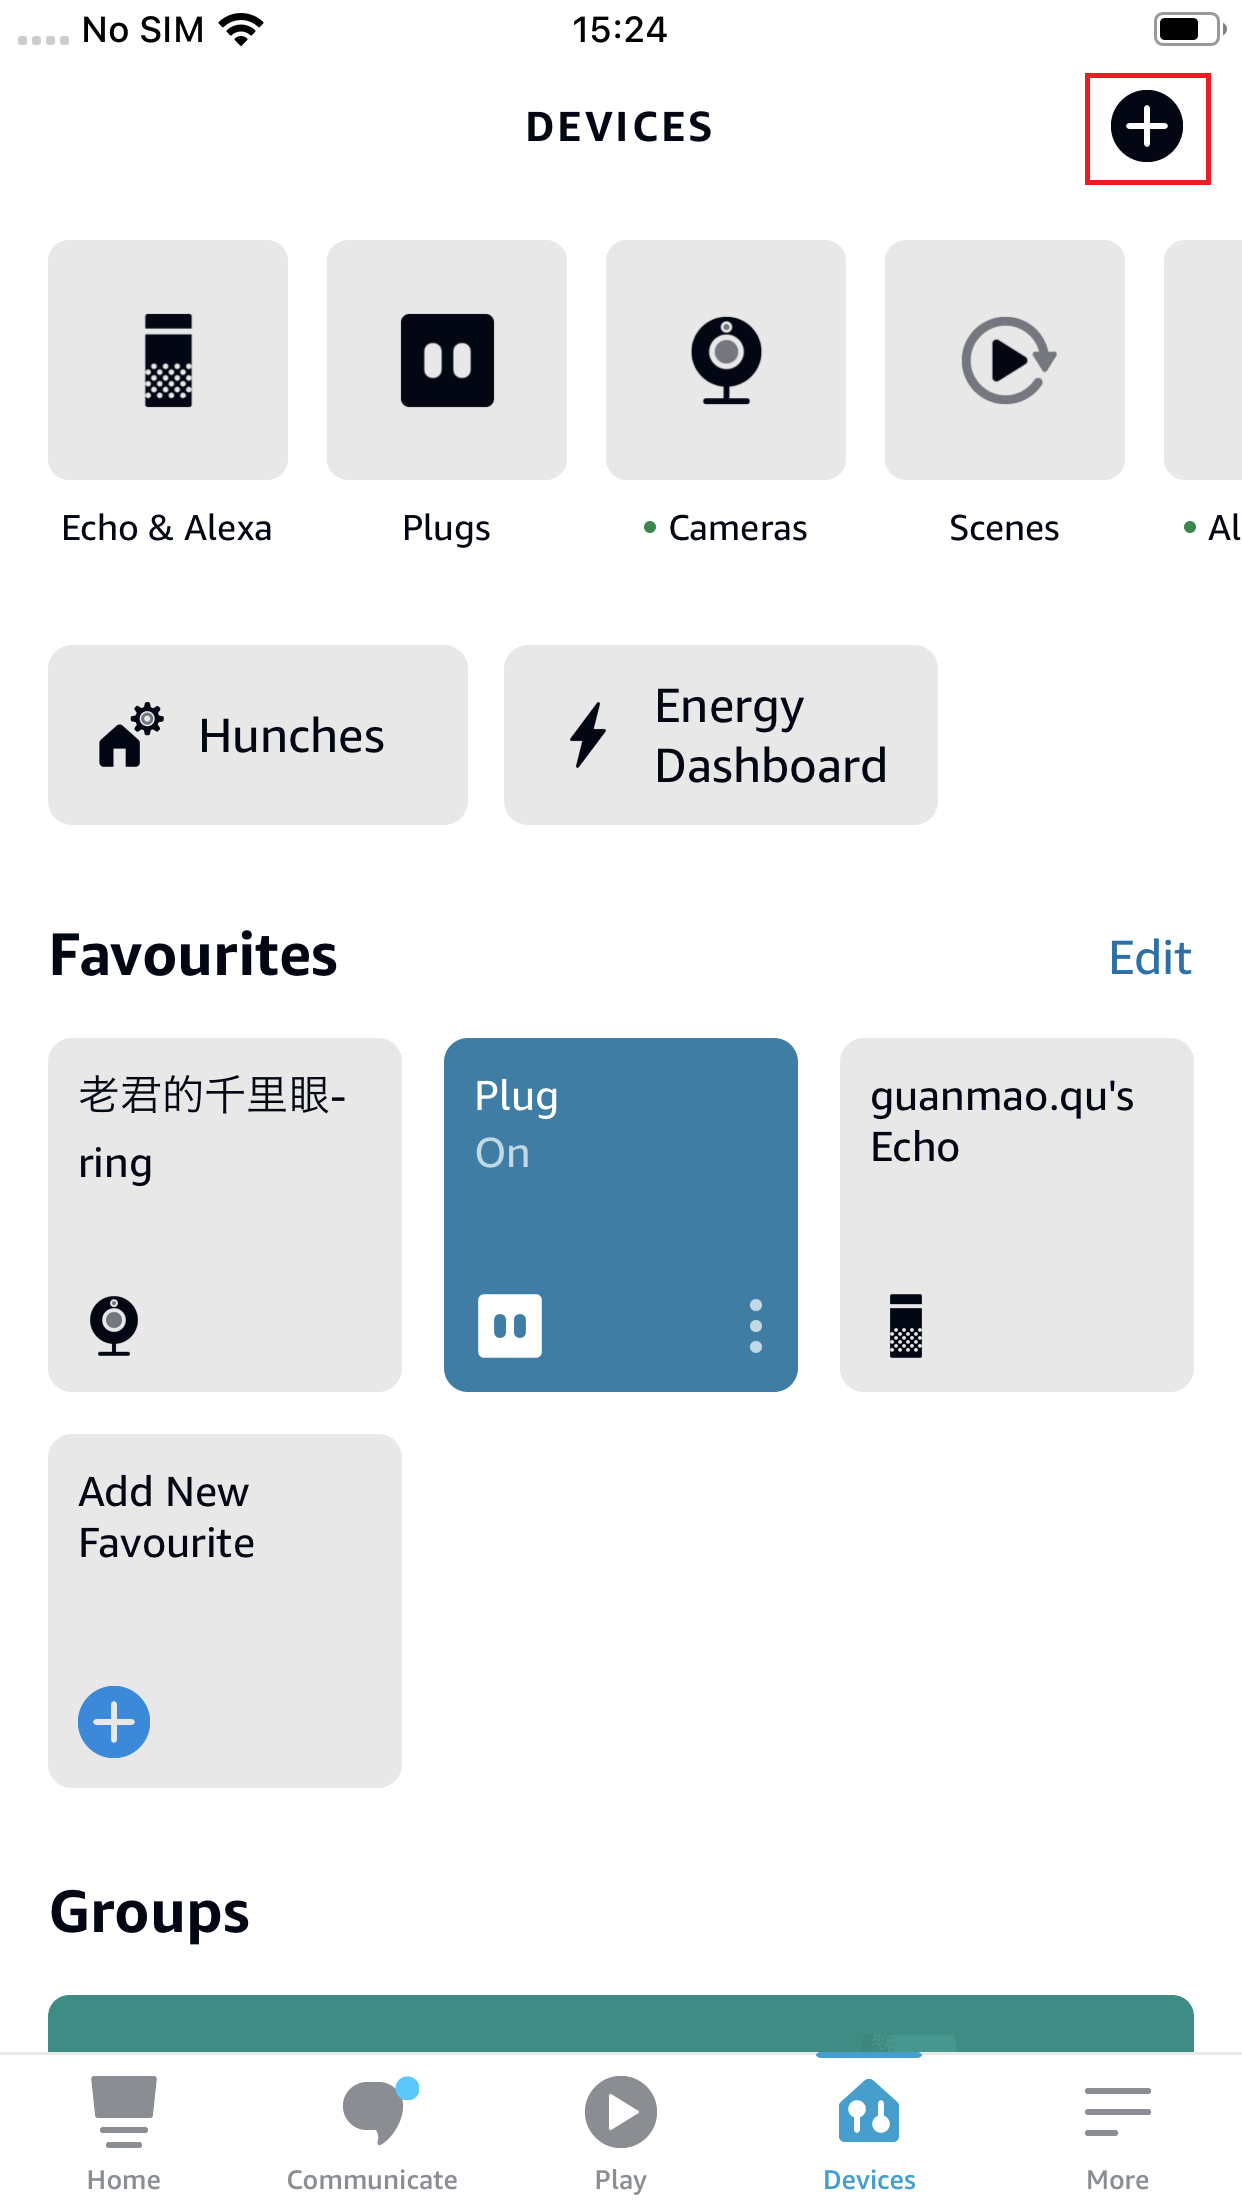 No SIM 15:24
DEVICES
Echo & Alexa Plugs Cameras Scenes Al
Hunches
Energy
Dashboard
Favourites Edit
老君的千里眼-
ring
Plug
On
guanmao.qu's
Echo
Add New
Favourite
Groups
Home Communicate Play Devices More